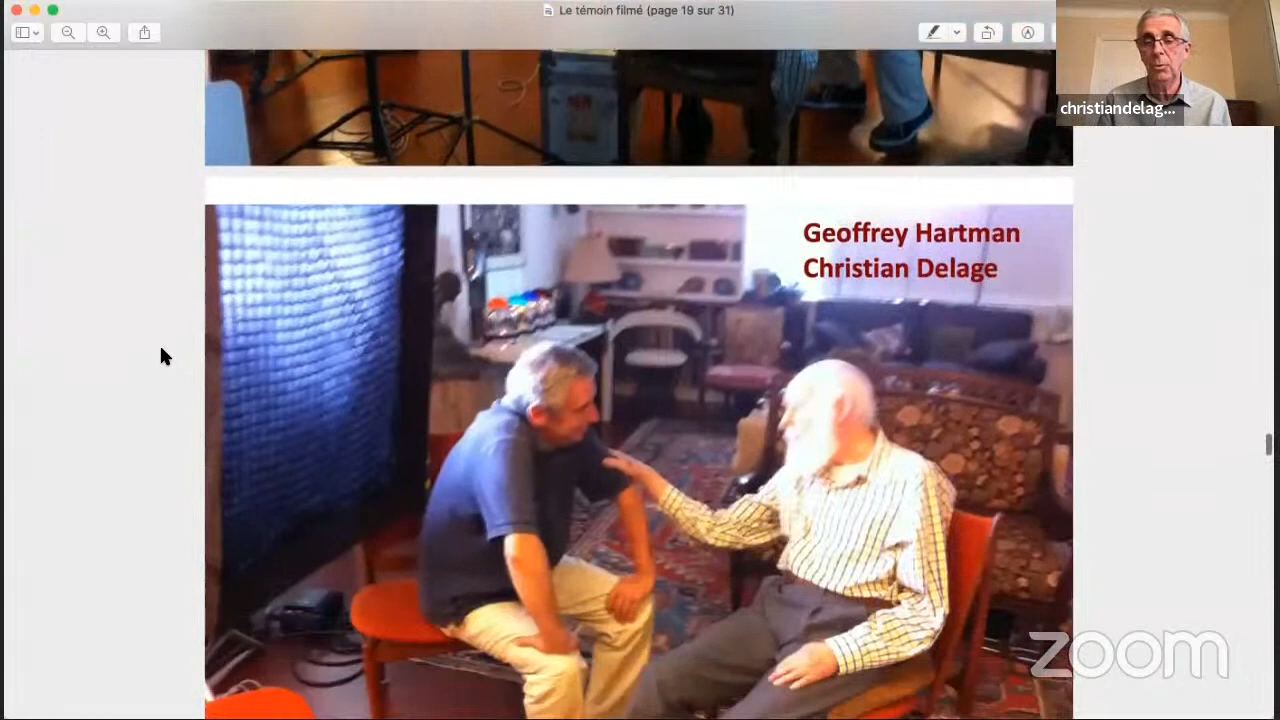 Le témoin filmé (page 19 sur 31)
christiandelag...
Geoffrey Hartman
Christian Delage
zoom